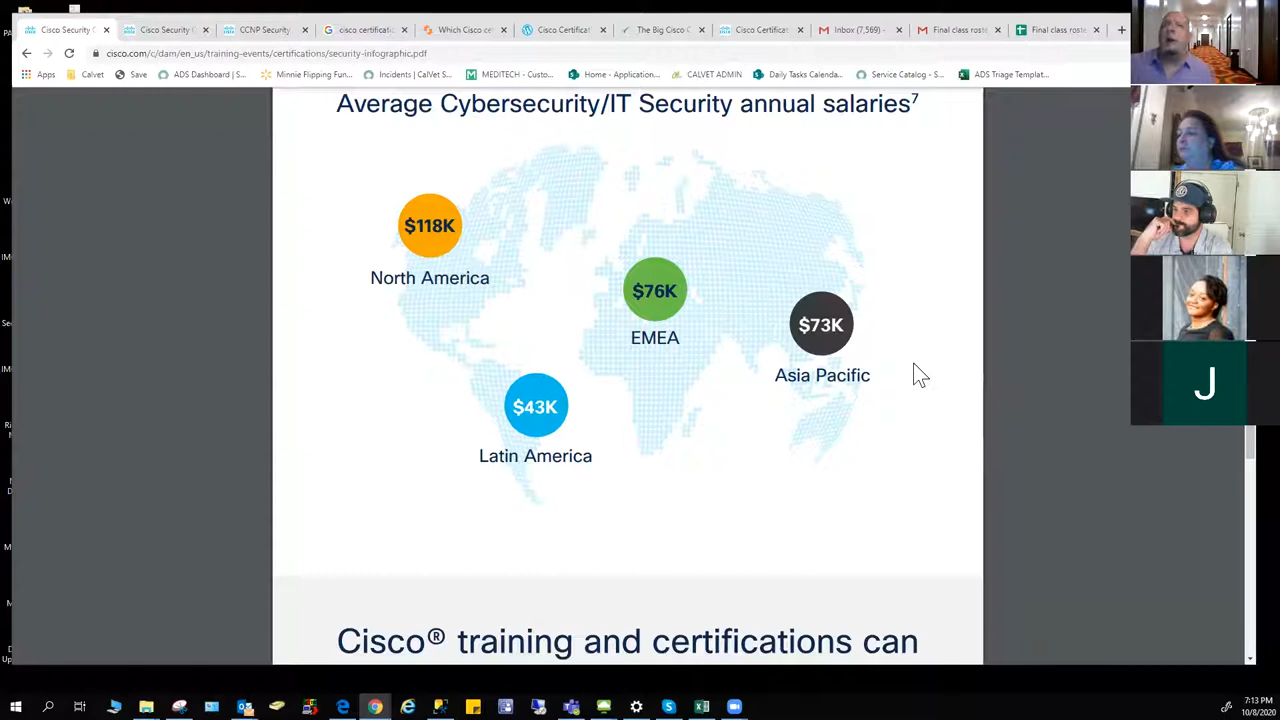 Cisco Security C
Cisco Security C
CCNP Security
cisco certificati
Which Cisco ce
Cisco Certificat
The Big Cisco C
Cisco Certificat
Inbox (7,569) -
Final class roste
Final class roste
cisco.com/c/dam/en_us/training-events/certifications/security-infographic.pdf
Apps
Calvet
Save
ADS Dashboard | S...
Minnie Flipping Fun...
Incidents | CalVet S...
MEDITECH - Custo...
Home - Application...
CALVET ADMIN
Daily Tasks Calenda...
Service Catalog - S...
ADS Triage Templat...
Average Cybersecurity/IT Security annual salaries7
$118K
North America
$76K
EMEA
$73K
Asia Pacific
$43K
Latin America
J
Cisco® training and certifications can
7:13 PM
10/8/2020